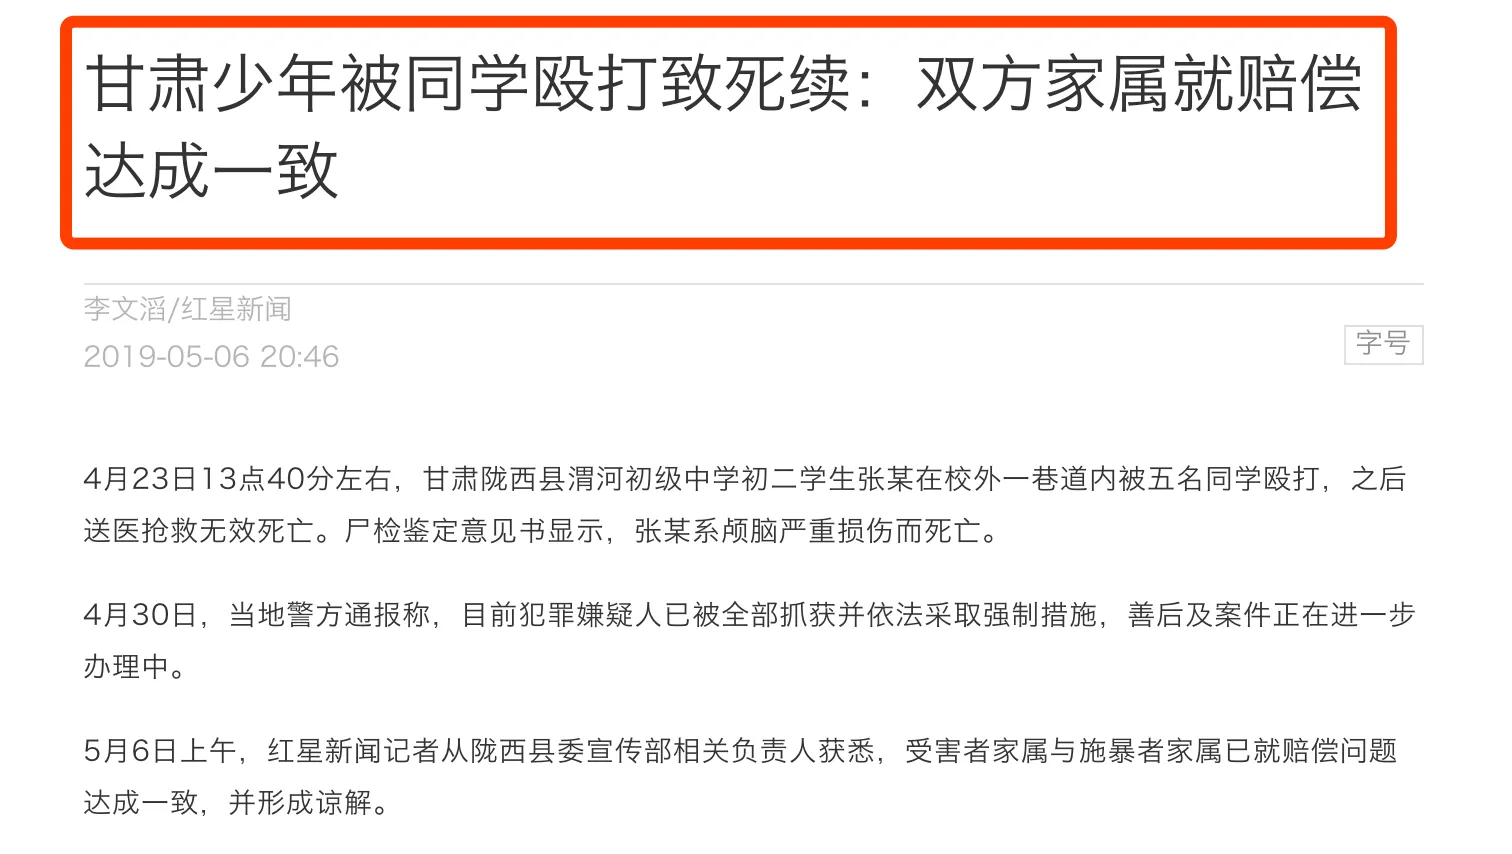 甘肃少年被同学殴打致死续：双方家属就赔偿
达成一致
李文滔/红星新闻
2019-05-06 20:46
字号
4月23日13点40分左右，甘肃陇西县渭河初级中学初二学生张某在校外一巷道内被五名同学殴打，之后
送医抢救无效死亡。尸检鉴定意见书显示，张某系颅脑严重损伤而死亡。
4月30日，当地警方通报称，目前犯罪嫌疑人已被全部抓获并依法采取强制措施，善后及案件正在进一步
办理中。
5月6日上午，红星新闻记者从陇西县委宣传部相关负责人获悉，受害者家属与施暴者家属已就赔偿问题
达成一致，并形成谅解。